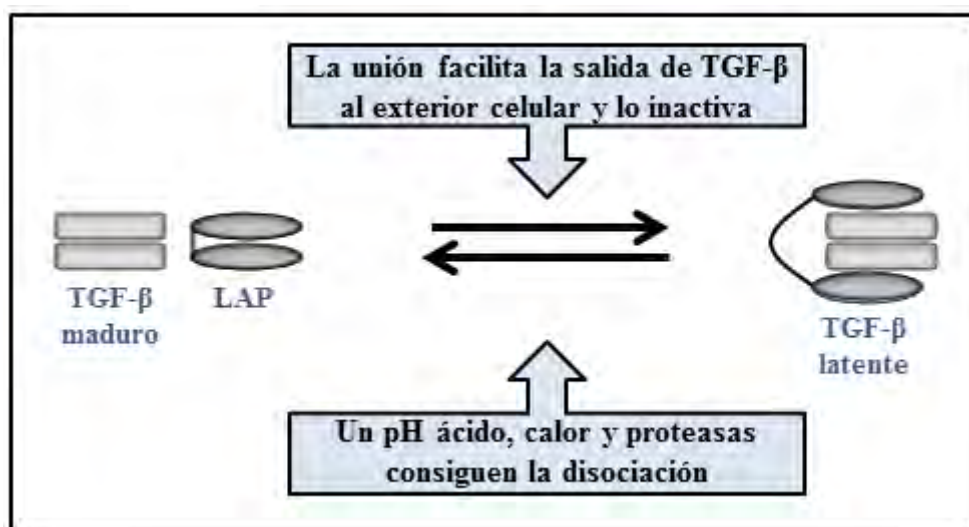 La unión facilita la salida de TGF-β
al exterior celular y lo inactiva
TGF-β
maduro
LAP
TGF-β
latente
Un pH ácido, calor y proteasas
consiguen la disociación